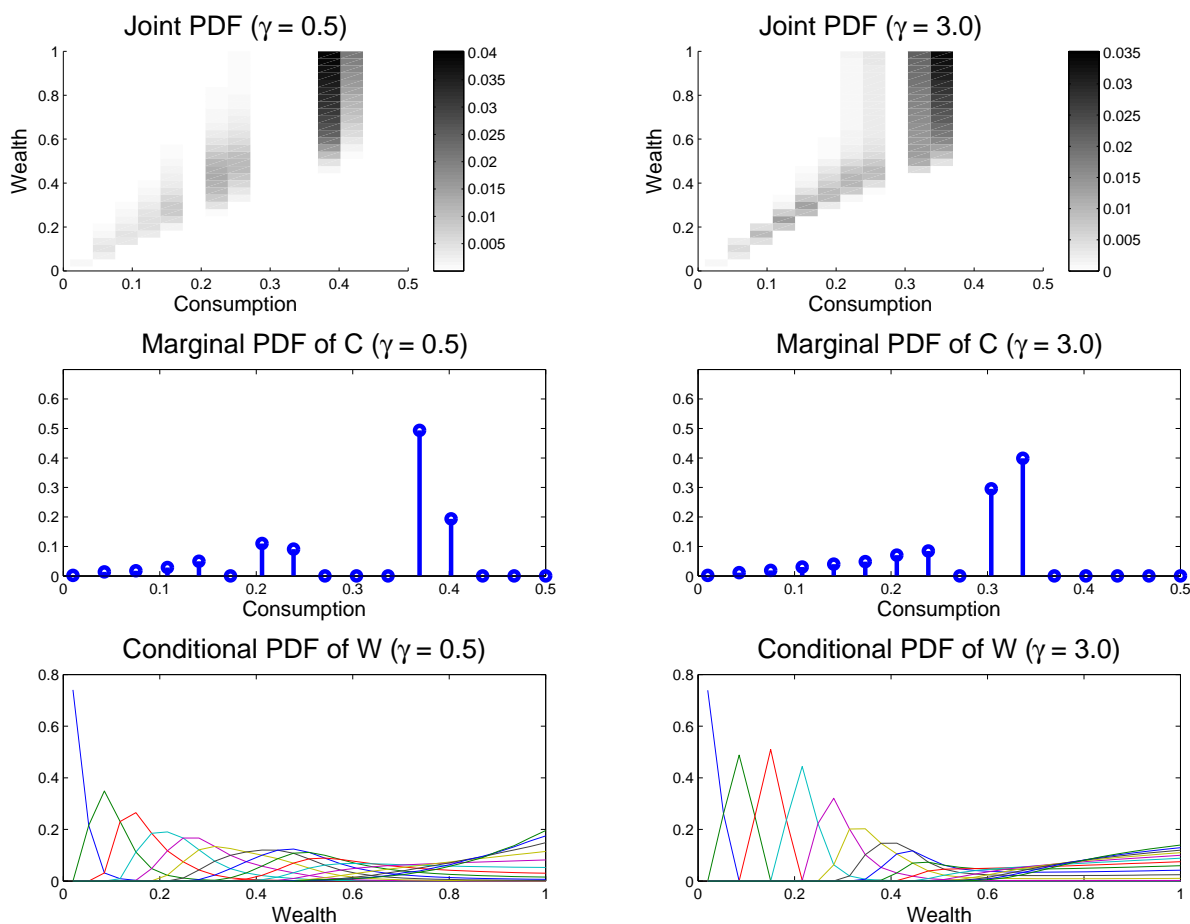 Joint PDF (γ = 0.5)
Wealth
1
0.8
0.6
0.4
0.2
0
0 0.1 0.2 0.3 0.4 0.5
Consumption
0.04
0.035
0.03
0.025
0.02
0.015
0.01
0.005
Joint PDF (γ = 3.0)
Wealth
1
0.8
0.6
0.4
0.2
0
0 0.1 0.2 0.3 0.4 0.5
Consumption
0.035
0.03
0.025
0.02
0.015
0.01
0.005
0
Marginal PDF of C (γ = 0.5)
0.6
0.5
0.4
0.3
0.2
0.1
0
0 0.1 0.2 0.3 0.4 0.5
Consumption
Marginal PDF of C (γ = 3.0)
0.6
0.5
0.4
0.3
0.2
0.1
0
0 0.1 0.2 0.3 0.4 0.5
Consumption
Conditional PDF of W (γ = 0.5)
0.8
0.6
0.4
0.2
0
0 0.2 0.4 0.6 0.8 1
Wealth
Conditional PDF of W (γ = 3.0)
0.8
0.6
0.4
0.2
0
0 0.2 0.4 0.6 0.8 1
Wealth